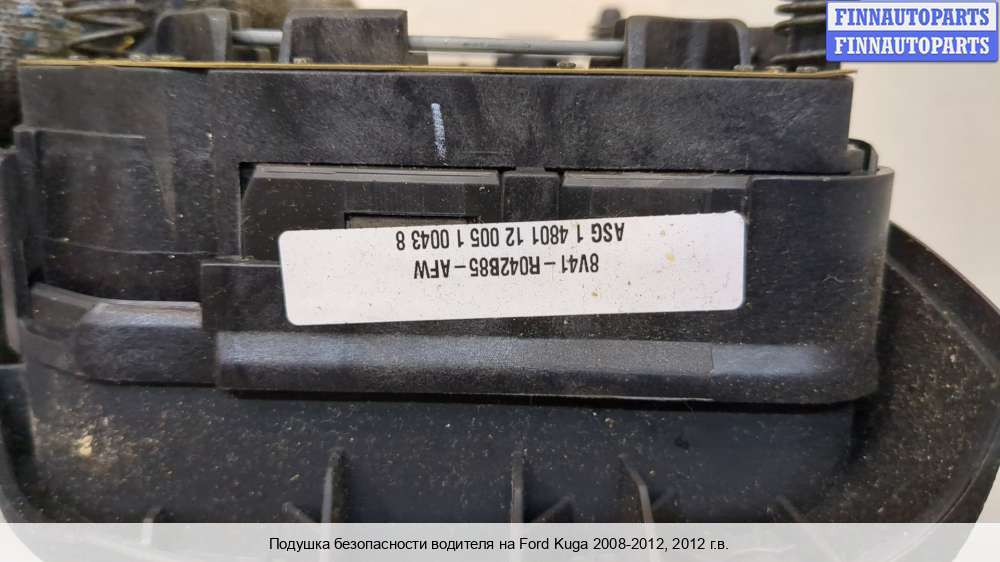 FINNAUTOPARTS
FINNAUTOPARTS
8V41-R042B85-AFW
ASG 1 4801 12 005 1 0043 8
Подушка безопасности водителя на Ford Kuga 2008-2012, 2012 г.в.